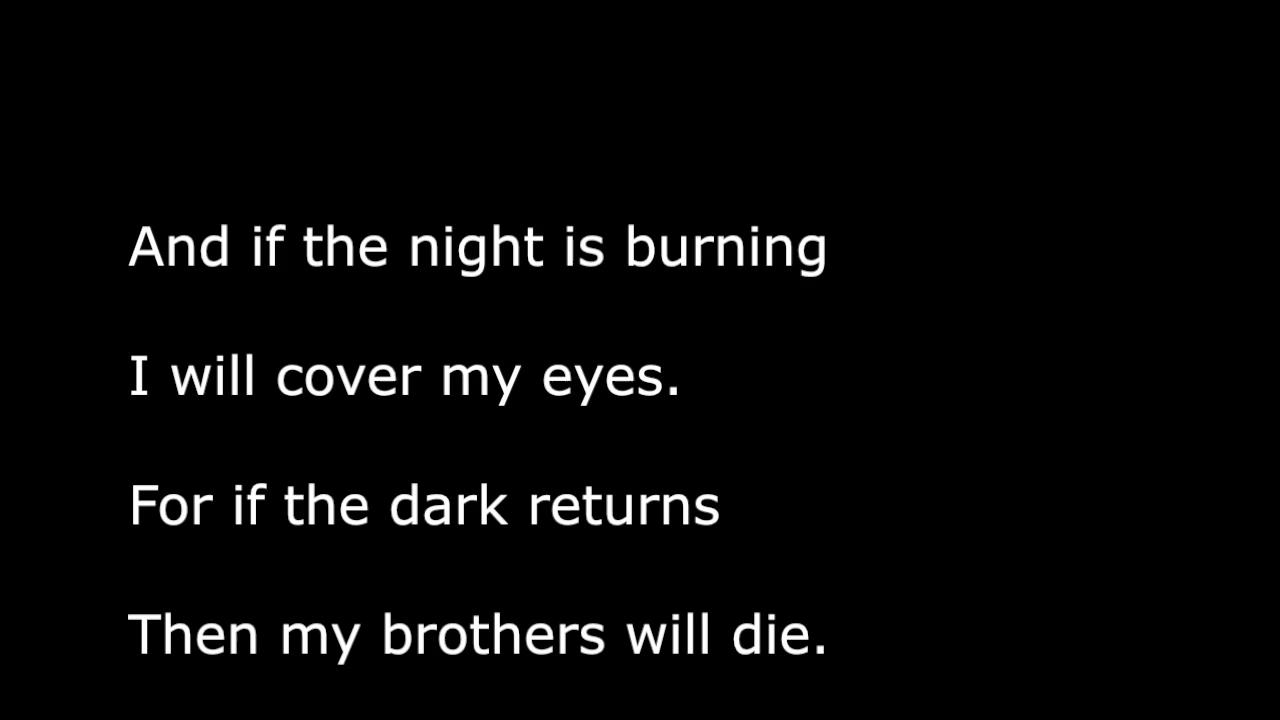 And if the night is burning
I will cover my eyes.
For if the dark returns
Then my brothers will die.